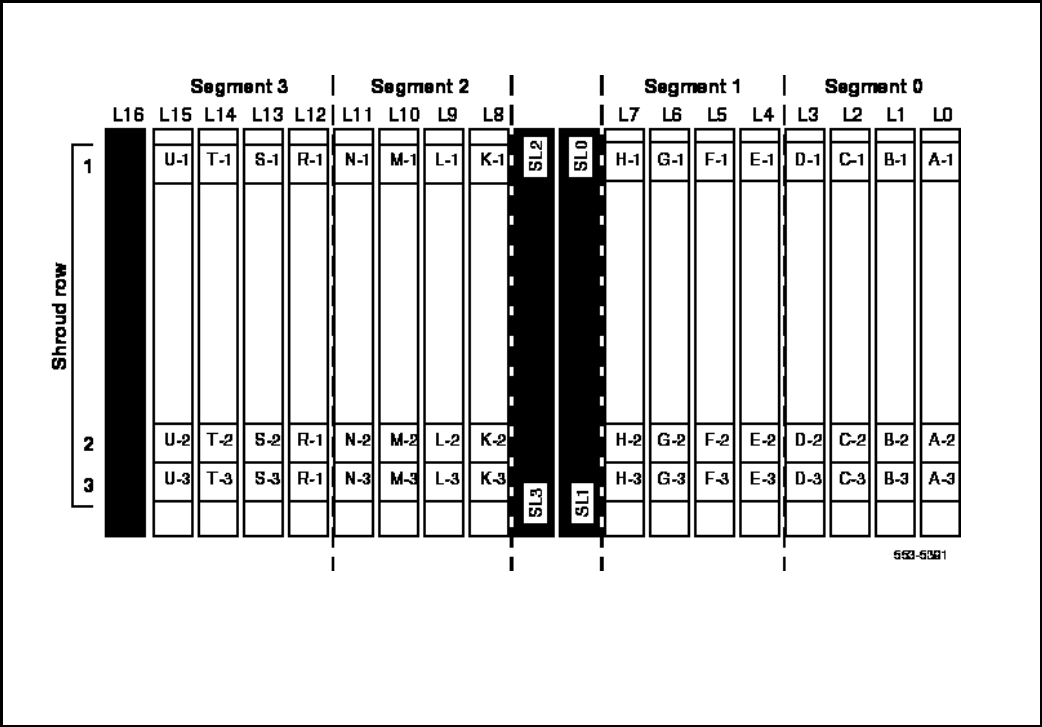 Segment 3 Segment 2 Segment 1 Segment 0
L16 L15 L14 L13 L12 L11 L10 L9 L8 L7 L6 L5 L4 L3 L2 L1 L0
1 U-1 T-1 S-1 R-1 N-1 M-1 L-1 K-1 SL2 SL0 H-1 G-1 F-1 E-1 D-1 C-1 B-1 A-1
Shroud row
2 U-2 T-2 S-2 R-1 N-2 M-2 L-2 K-2 H-2 G-2 F-2 E-2 D-2 C-2 B-2 A-2
3 U-3 T-3 S-3 R-1 N-3 M-3 L-3 K-3 SL3 SL1 H-3 G-3 F-3 E-3 D-3 C-3 B-3 A-3
553-5391